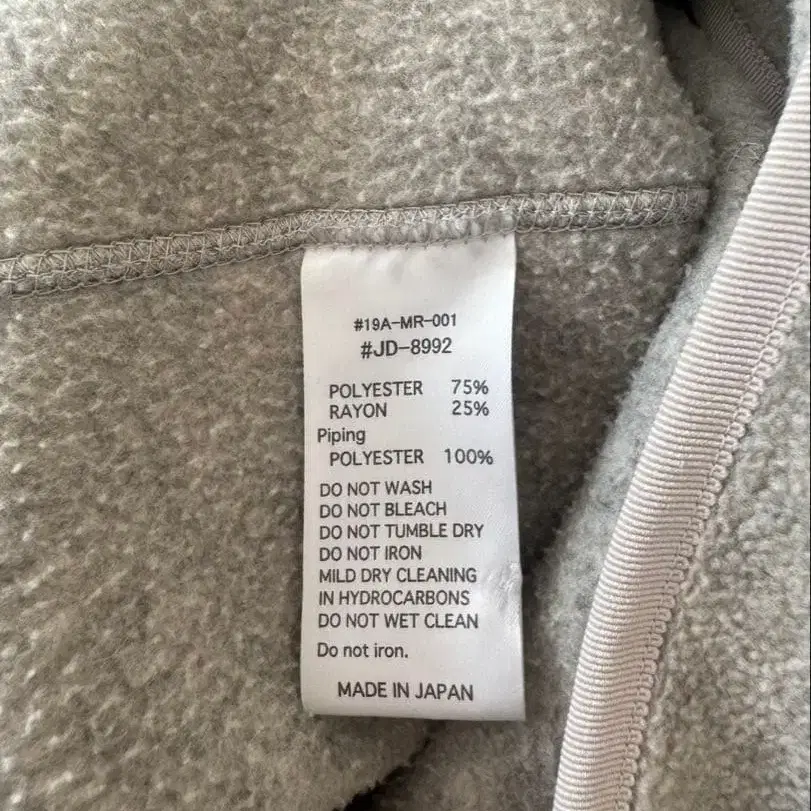 #19A-MR-001
#JD-8992
POLYESTER 75%
RAYON 25%
Piping
POLYESTER 100%
DO NOT WASH
DO NOT BLEACH
DO NOT TUMBLE DRY
DO NOT IRON
MILD DRY CLEANING
IN HYDROCARBONS
DO NOT WET CLEAN
Do not iron.
MADE IN JAPAN